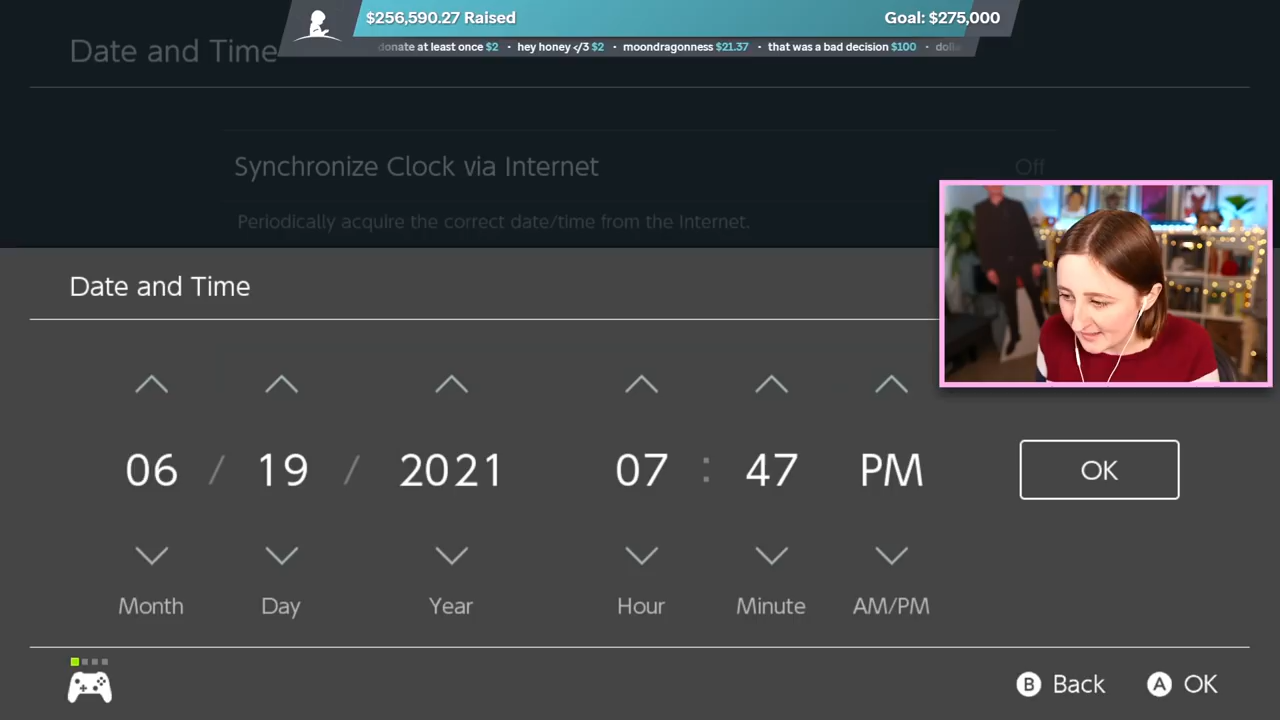 $256,590.27 Raised
Goal: $275,000
donate at least once $2 · hey honey </3 $2 · moondragonness $21.37 · that was a bad decision $100 ·
Date and Time
Synchronize Clock via Internet
Off
Periodically acquire the correct date/time from the Internet.
Date and Time
06 / 19 / 2021 07 : 47 PM OK
Month Day Year Hour Minute AM/PM
B Back A OK